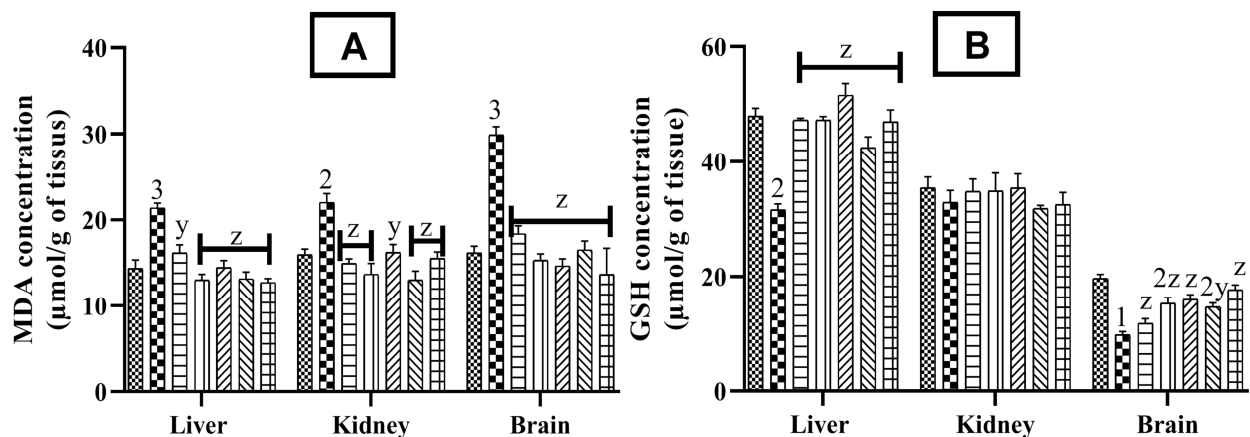 A
MDA concentration
(µmol/g of tissus)
40
30
20
10
0
3
y
z
2
z
y
z
3
z
Liver
Kidney
Brain
B
GSH concentration
(µmol/g of tissue)
60
40
20
0
2
z
1
z
2z
z
2y
z
Liver
Kidney
Brain